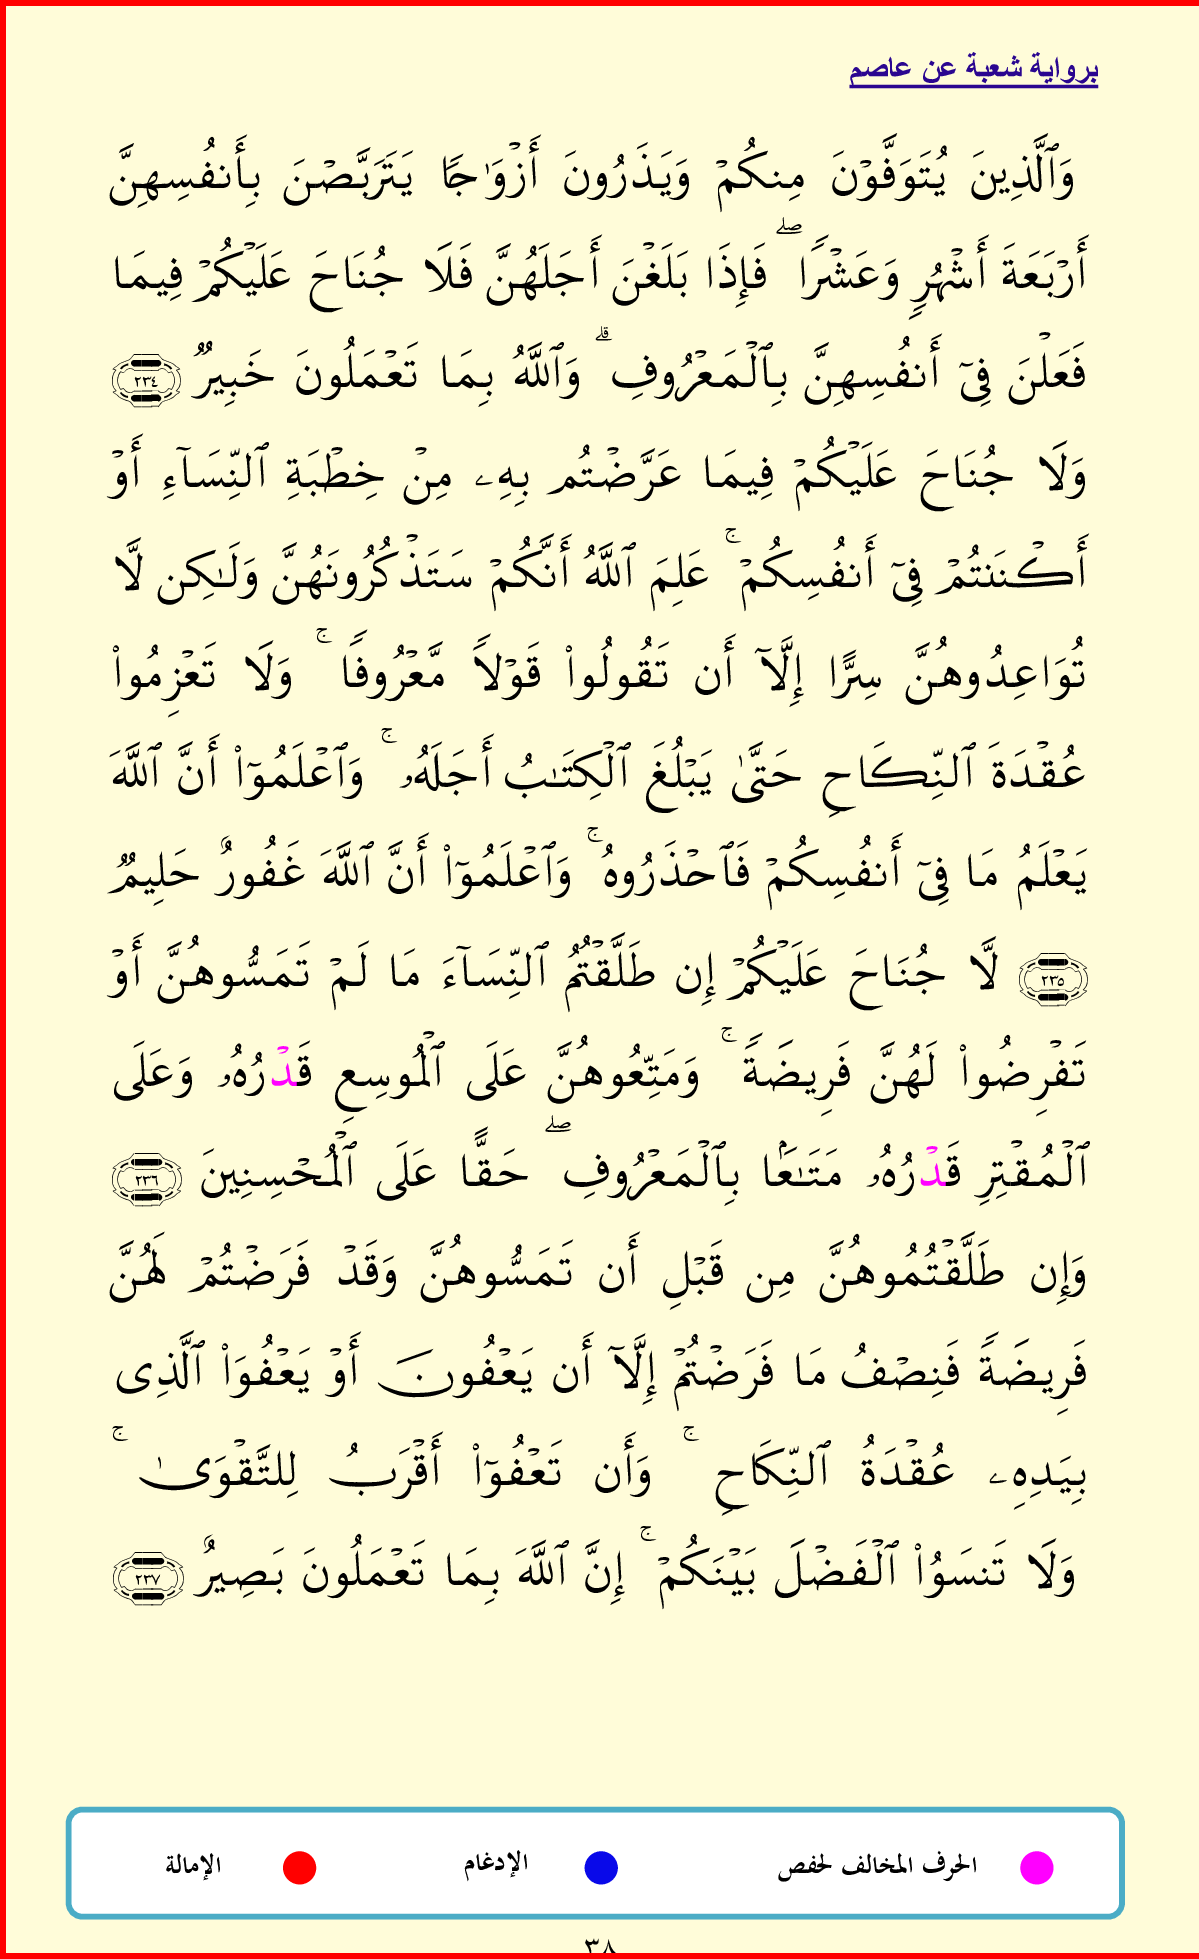 برواية شعبة عن عاصم
وَٱلَّذِينَ يُتَوَفَّوۡنَ مِنكُمۡ وَيَذَرُونَ أَزۡوَٰجٗا يَتَرَبَّصۡنَ بِأَنفُسِهِنَّ
أَرۡبَعَةَ أَشۡهُرٖ وَعَشۡرٗاۖ فَإِذَا بَلَغۡنَ أَجَلَهُنَّ فَلَا جُنَاحَ عَلَيۡكُمۡ فِيمَا
فَعَلۡنَ فِيٓ أَنفُسِهِنَّ بِٱلۡمَعۡرُوفِۗ وَٱللَّهُ بِمَا تَعۡمَلُونَ خَبِيرٞ ٢٣٤
وَلَا جُنَاحَ عَلَيۡكُمۡ فِيمَا عَرَّضۡتُم بِهِۦ مِنۡ خِطۡبَةِ ٱلنِّسَآءِ أَوۡ
أَكۡنَنتُمۡ فِيٓ أَنفُسِكُمۡۚ عَلِمَ ٱللَّهُ أَنَّكُمۡ سَتَذۡكُرُونَهُنَّ وَلَٰكِن لَّا
تُوَاعِدُوهُنَّ سِرًّا إِلَّآ أَن تَقُولُواْ قَوۡلٗا مَّعۡرُوفٗاۚ وَلَا تَعۡزِمُواْ
عُقۡدَةَ ٱلنِّكَاحِ حَتَّىٰ يَبۡلُغَ ٱلۡكِتَٰبُ أَجَلَهُۥۚ وَٱعۡلَمُوٓاْ أَنَّ ٱللَّهَ
يَعۡلَمُ مَا فِيٓ أَنفُسِكُمۡ فَٱحۡذَرُوهُۚ وَٱعۡلَمُوٓاْ أَنَّ ٱللَّهَ غَفُورٌ حَلِيمٞ
٢٣٥ لَّا جُنَاحَ عَلَيۡكُمۡ إِن طَلَّقۡتُمُ ٱلنِّسَآءَ مَا لَمۡ تَمَسُّوهُنَّ أَوۡ
تَفۡرِضُواْ لَهُنَّ فَرِيضَةٗۚ وَمَتِّعُوهُنَّ عَلَى ٱلۡمُوسِعِ قَدۡرُهُۥ وَعَلَى
ٱلۡمُقۡتِرِ قَدۡرُهُۥ مَتَٰعَۢا بِٱلۡمَعۡرُوفِۖ حَقًّا عَلَى ٱلۡمُحۡسِنِينَ ٢٣٦
وَإِن طَلَّقۡتُمُوهُنَّ مِن قَبۡلِ أَن تَمَسُّوهُنَّ وَقَدۡ فَرَضۡتُمۡ لَهُنَّ
فَرِيضَةٗ فَنِصۡفُ مَا فَرَضۡتُمۡ إِلَّآ أَن يَعۡفُونَ أَوۡ يَعۡفُوَاْ ٱلَّذِي
بِيَدِهِۦ عُقۡدَةُ ٱلنِّكَاحِۚ وَأَن تَعۡفُوٓاْ أَقۡرَبُ لِلتَّقۡوَىٰۚ
وَلَا تَنسَوُاْ ٱلۡفَضۡلَ بَيۡنَكُمۡۚ إِنَّ ٱللَّهَ بِمَا تَعۡمَلُونَ بَصِيرٌ ٢٣٧
الحرف المخالف لحفص الإدغام الإمالة
٣٨